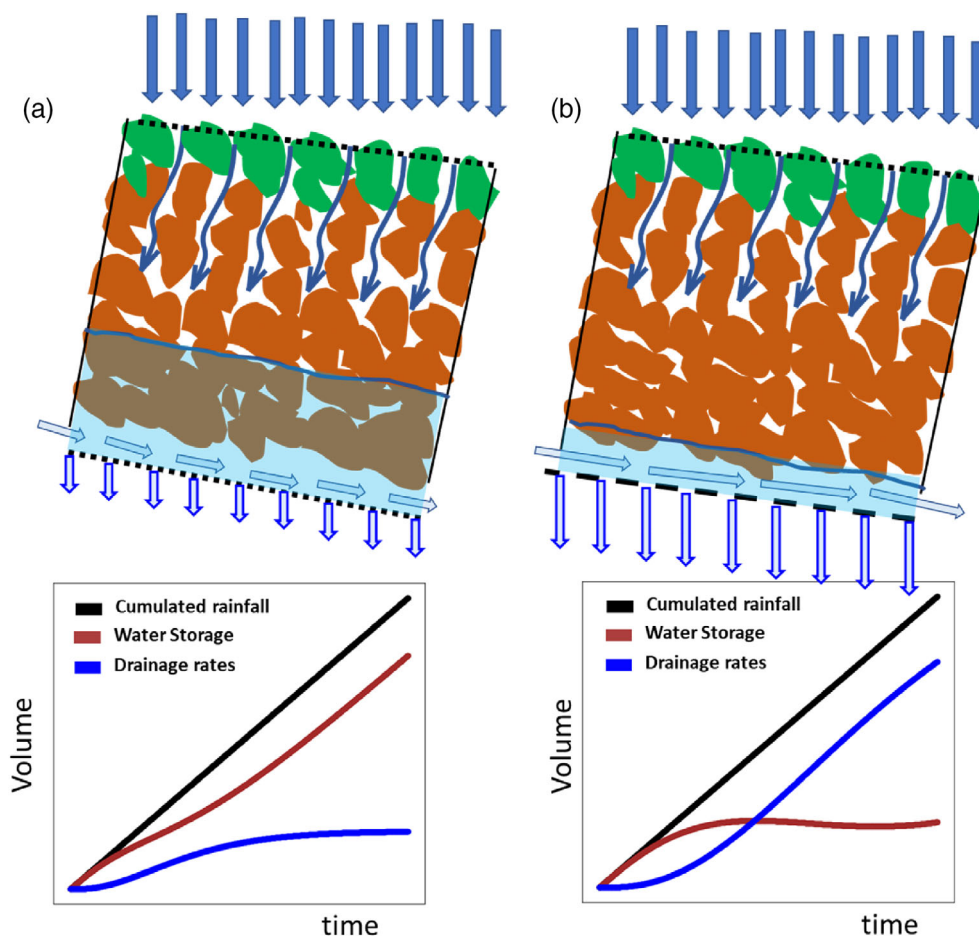 (a)
(b)
Cumulated rainfall
Water Storage
Drainage rates
Volume
time
Cumulated rainfall
Water Storage
Drainage rates
Volume
time